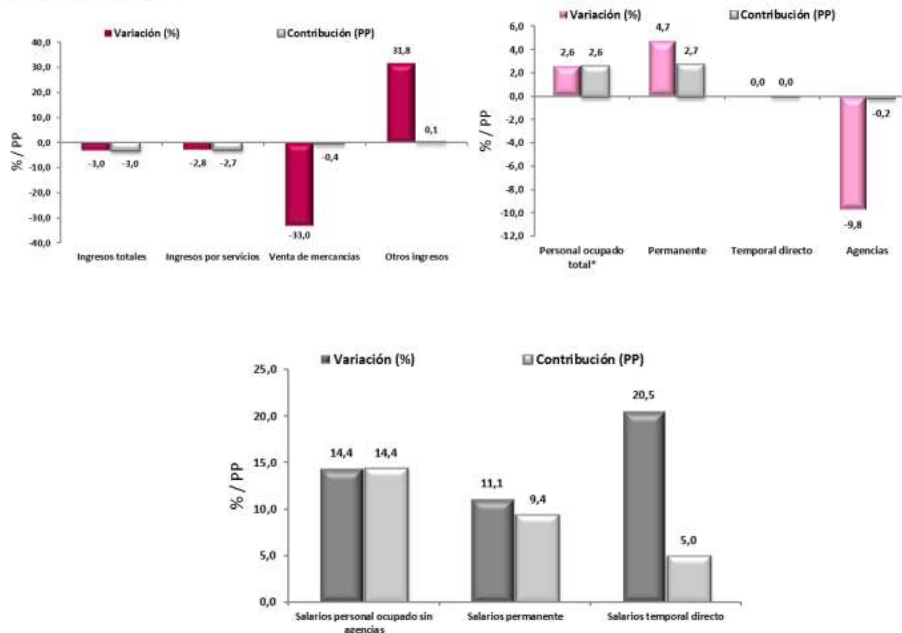 Variación (%) Contribución (PP)
% / PP
40,0
30,0
20,0
10,0
0,0
-10,0
-20,0
-30,0
-40,0
-3,0 -3,0 -2,8 -2,7 -33,0 -0,4 31,8 0,1
Ingresos totales Ingresos por servicios Venta de mercancías Otros ingresos
Variación (%) Contribución (PP)
% / PP
6,0
4,0
2,0
0,0
-2,0
-4,0
-6,0
-8,0
-10,0
-12,0
2,6 2,6 4,7 2,7 0,0 0,0 -9,8 -0,2
Personal ocupado Permanente Temporal directo Agencias
total*
Variación (%) Contribución (PP)
% / PP
25,0
20,0
15,0
10,0
5,0
0,0
14,4 14,4 11,1 9,4 20,5 5,0
Salarios personal ocupado sin Salarios permanente Salarios temporal directo
agencias